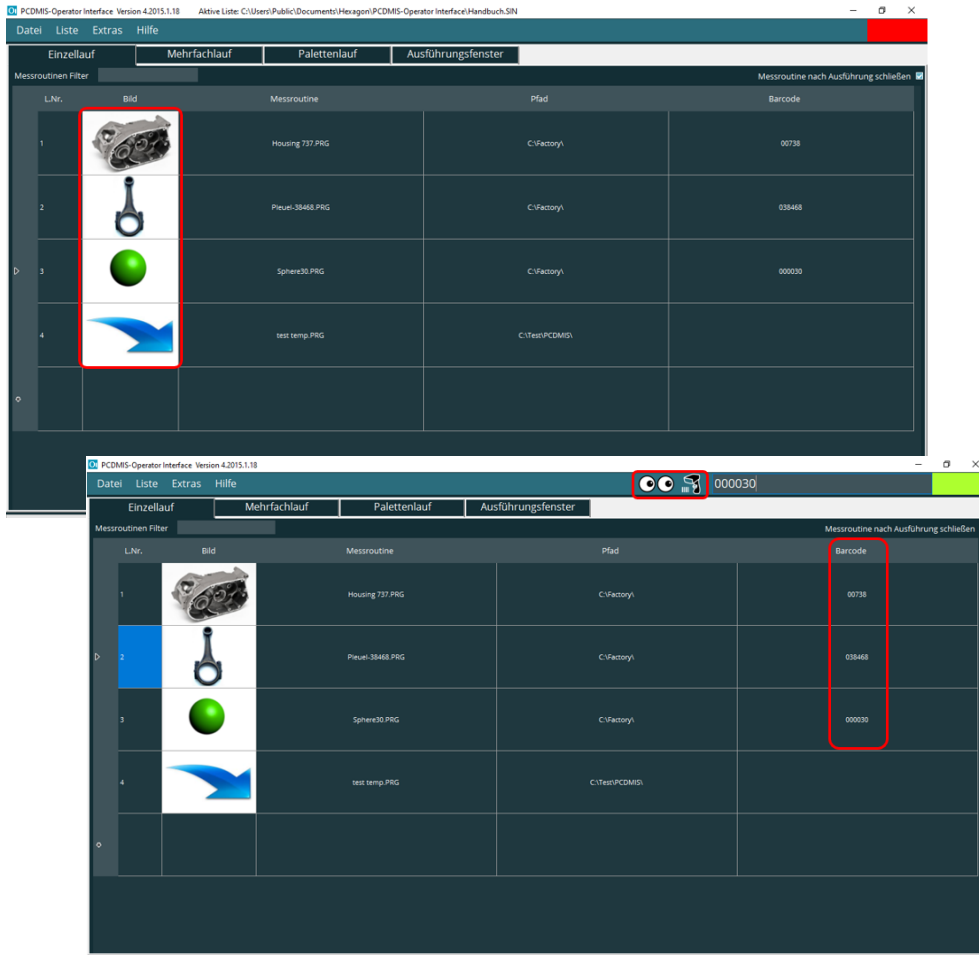 PCDMIS-Operator Interface Version 4.2015.1.18 Aktive Liste: C:\Users\Public\Documents\Hexagon\PCDMIS-Operator Interface\Handbuch.SIN
Datei Liste Extras Hilfe
Einzellauf Mehrfachlauf Palettenlauf Ausführungsfenster
Messroutinen Filter Messroutine nach Ausführung schließen
L.Nr. Bild Messroutine Pfad Barcode
1 Housing 737.PRG C:\Factory\ 00738
2 Pleuel-38468.PRG C:\Factory\ 038468
3 Sphere30.PRG C:\Factory\ 000030
4 test temp.PRG C:\Test\PCDMIS\
PCDMIS-Operator Interface Version 4.2015.1.18
Datei Liste Extras Hilfe 000030
Einzellauf Mehrfachlauf Palettenlauf Ausführungsfenster
Messroutinen Filter Messroutine nach Ausführung schließen
L.Nr. Bild Messroutine Pfad Barcode
1 Housing 737.PRG C:\Factory\ 00738
2 Pleuel-38468.PRG C:\Factory\ 038468
3 Sphere30.PRG C:\Factory\ 000030
4 test temp.PRG C:\Test\PCDMIS\